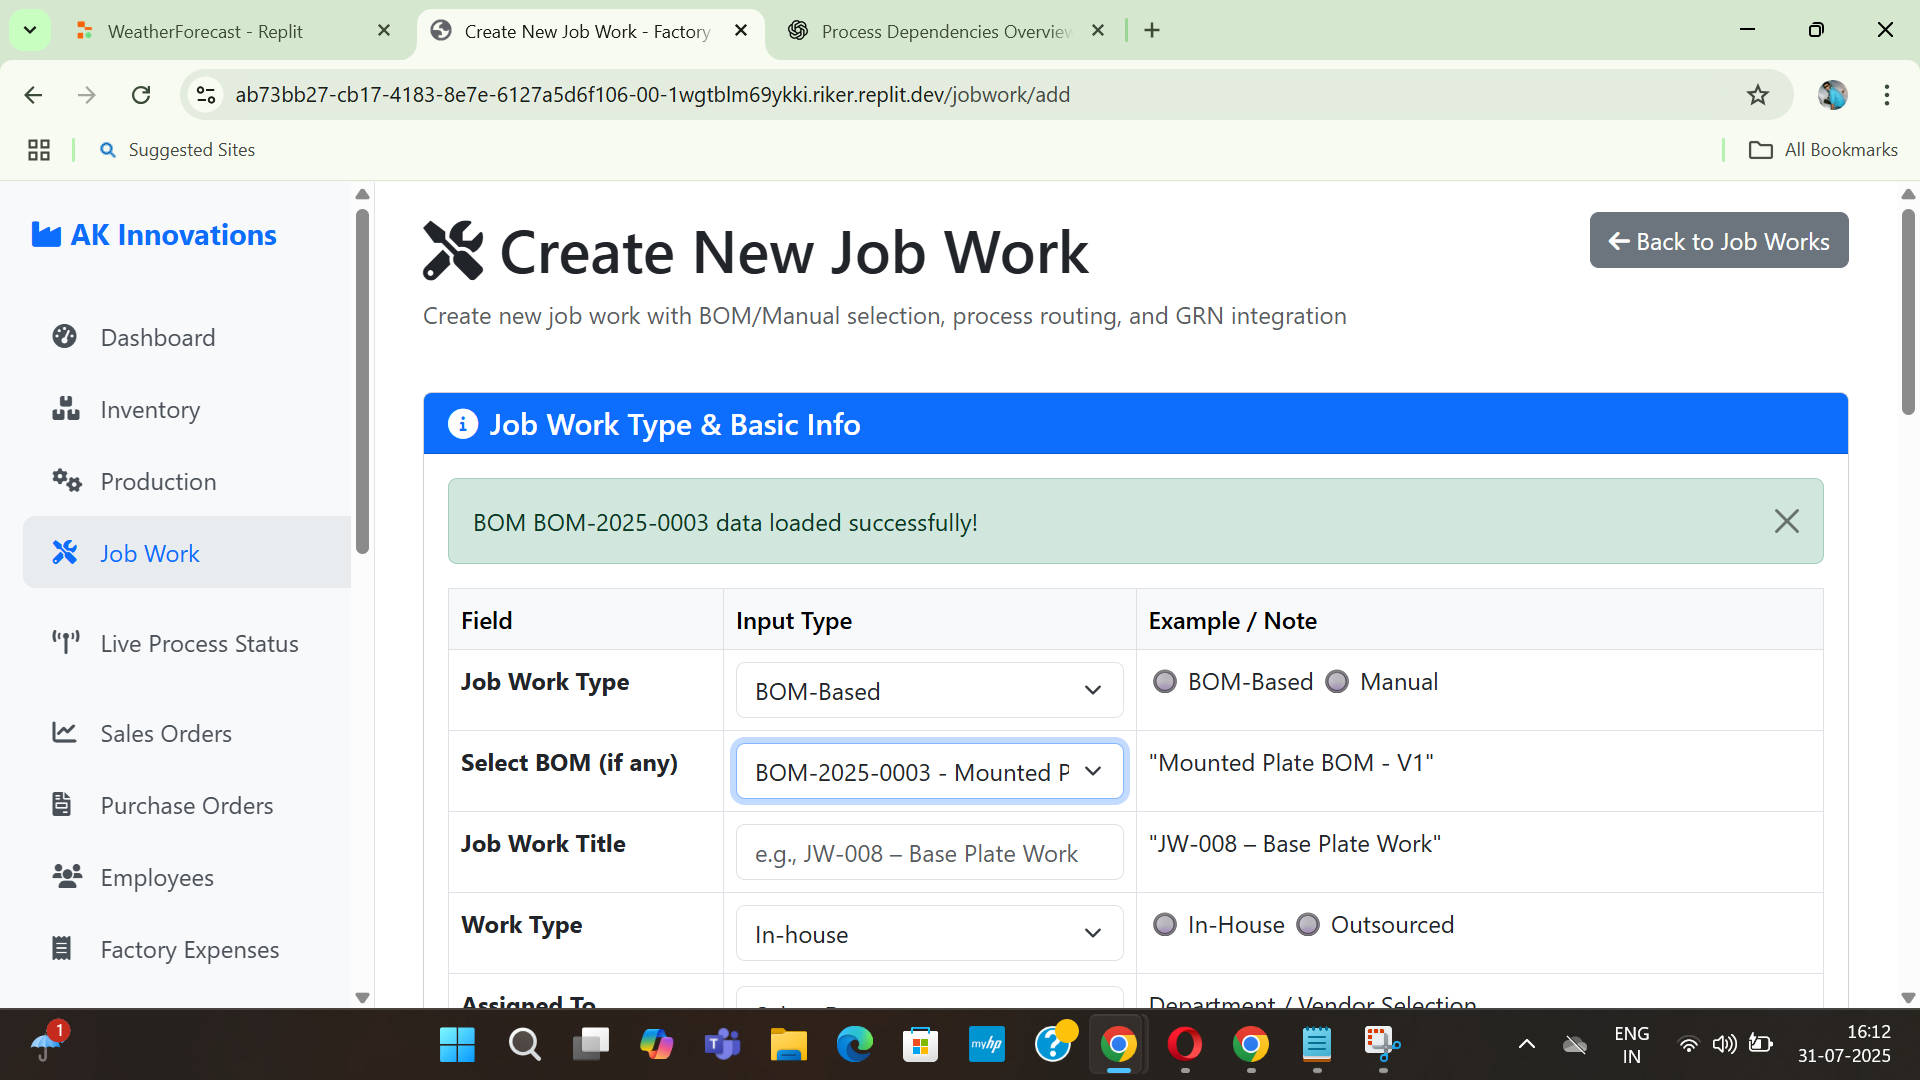 WeatherForecast - Replit
Create New Job Work - Factory
Process Dependencies Overview
ab73bb27-cb17-4183-8e7e-6127a5d6f106-00-1wgtblm69ykki.riker.replit.dev/jobwork/add
Suggested Sites
All Bookmarks
AK Innovations
Dashboard
Inventory
Production
Job Work
Live Process Status
Sales Orders
Purchase Orders
Employees
Factory Expenses
Create New Job Work
Back to Job Works
Create new job work with BOM/Manual selection, process routing, and GRN integration
Job Work Type & Basic Info
BOM BOM-2025-0003 data loaded successfully!
Field Input Type Example / Note
Job Work Type BOM-Based BOM-Based Manual
Select BOM (if any) BOM-2025-0003 - Mounted P "Mounted Plate BOM - V1"
Job Work Title e.g., JW-008 – Base Plate Work "JW-008 – Base Plate Work"
Work Type In-house In-House Outsourced
Assigned To Department / Vendor Selection
1
myhp
ENG
IN
16:12
31-07-2025